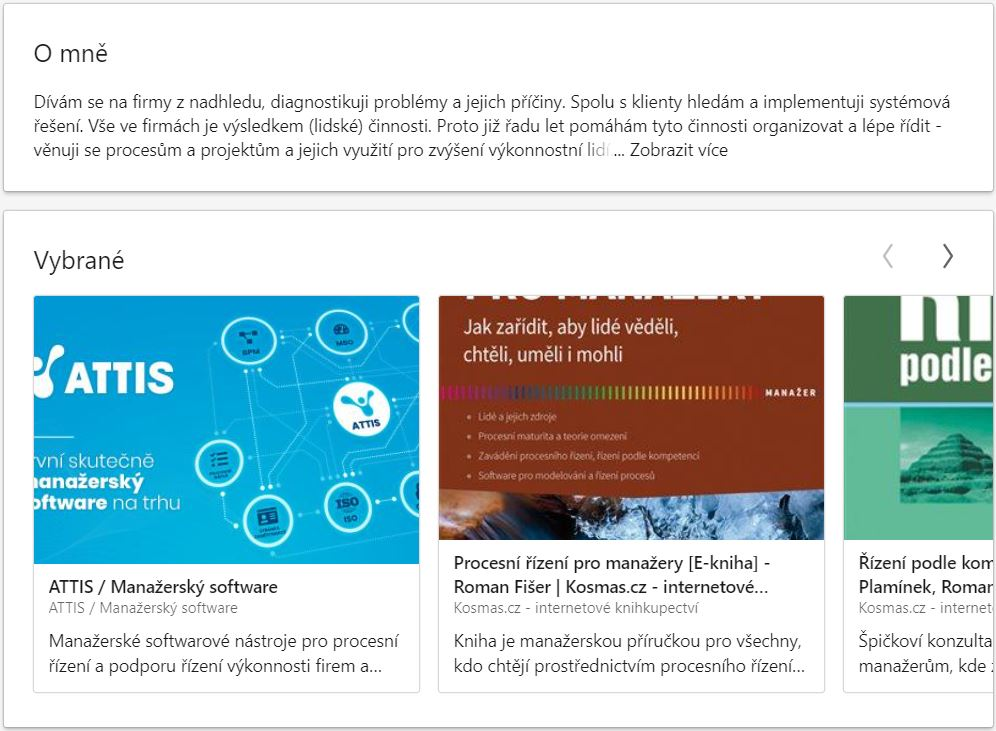 O mně
Dívám se na firmy z nadhledu, diagnostikuji problémy a jejich příčiny. Spolu s klienty hledám a implementuji systémová
řešení. Vše ve firmách je výsledkem (lidské) činnosti. Proto již řadu let pomáhám tyto činnosti organizovat a lépe řídit -
věnuji se procesům a projektům a jejich využití pro zvýšení výkonnostní lidí ... Zobrazit více
Vybrané
ATTIS
BPM
MBO
ATTIS
rvní skutečně
manažerský
oftware na trhu
ISO
ISO
ATTIS / Manažerský software
ATTIS / Manažerský software
Manažerské softwarové nástroje pro procesní
řízení a podporu řízení výkonnosti firem a...
PRO MANAŽERY
Jak zařídit, aby lidé věděli,
chtěli, uměli i mohli
MANAŽER
Lidé a jejich zdroje
Procesní maturita a teorie omezení
Zavádění procesního řízení, řízení podle kompetencí
Software pro modelování a řízení procesů
Procesní řízení pro manažery [E-kniha] -
Roman Fišer | Kosmas.cz - internetové...
Kosmas.cz - internetové knihkupectví
Kniha je manažerskou příručkou pro všechny,
kdo chtějí prostřednictvím procesního řízení...
podle
Řízení podle kom
Plamínek, Roman
Kosmas.cz - internet
Špičkoví konzulta
manažerům, kde